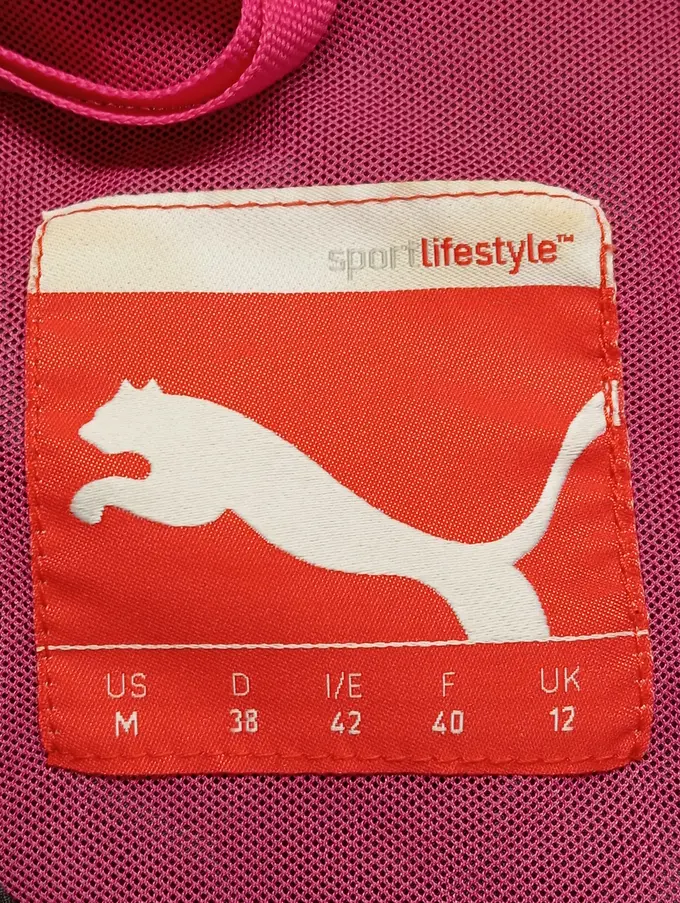 sportlifestyle™
US D I/E F UK
M 38 42 40 12